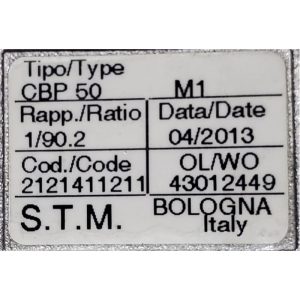 Tipo/Type
CBP 50 M1
Rapp./Ratio Data/Date
1/90.2 04/2013
Cod./Code OL/WO
2121411211 43012449
S.T.M. BOLOGNA
Italy